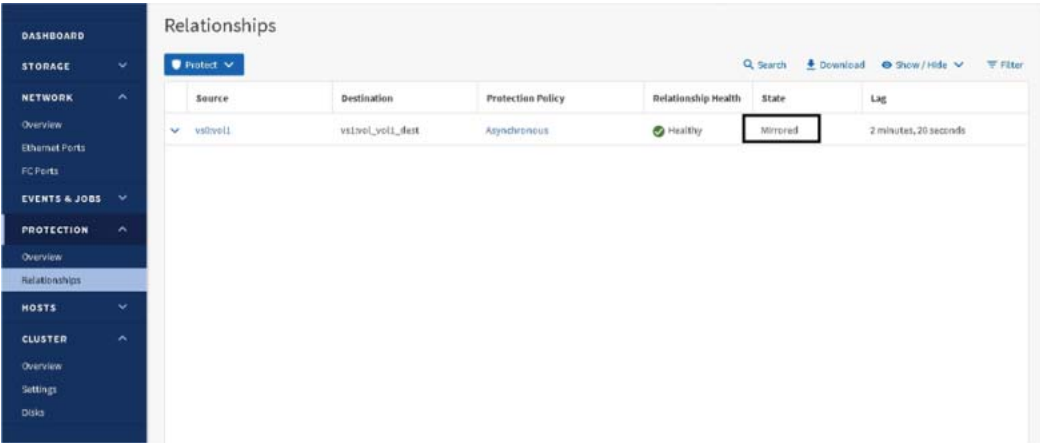 Relationships
DASHBOARD
STORAGE
NETWORK
Overview
Ethernet Ports
FC Ports
EVENTS & JOBS
PROTECTION
Overview
Relationships
HOSTS
CLUSTER
Overview
Settings
Disks
Protect
Search Download Show / Hide Filter
Source Destination Protection Policy Relationship Health State Lag
vs0:vol1 vs1:vol_vol1_dest Asynchronous Healthy Mirrored 2 minutes, 20 seconds